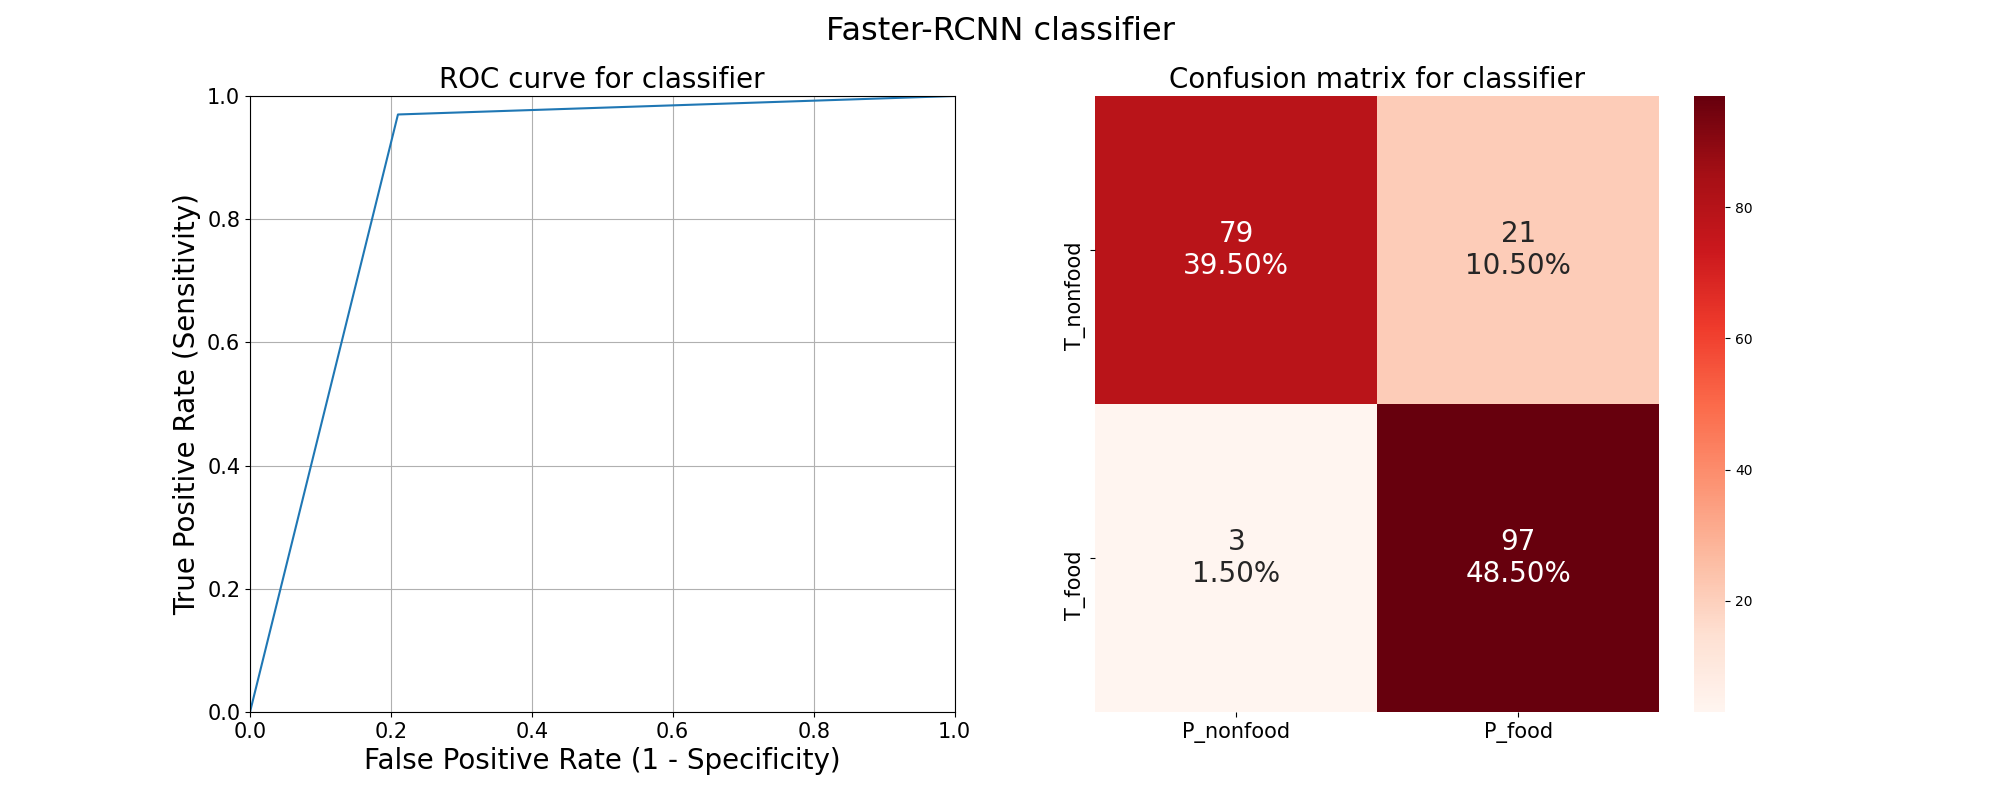 Faster-RCNN classifier
ROC curve for classifier
True Positive Rate (Sensitivity)
1.0
0.8
0.6
0.4
0.2
0.0
0.0 0.2 0.4 0.6 0.8 1.0
False Positive Rate (1 - Specificity)
Confusion matrix for classifier
T_nonfood
79
39.50%
21
10.50%
T_food
3
1.50%
97
48.50%
P_nonfood P_food
80
60
40
20